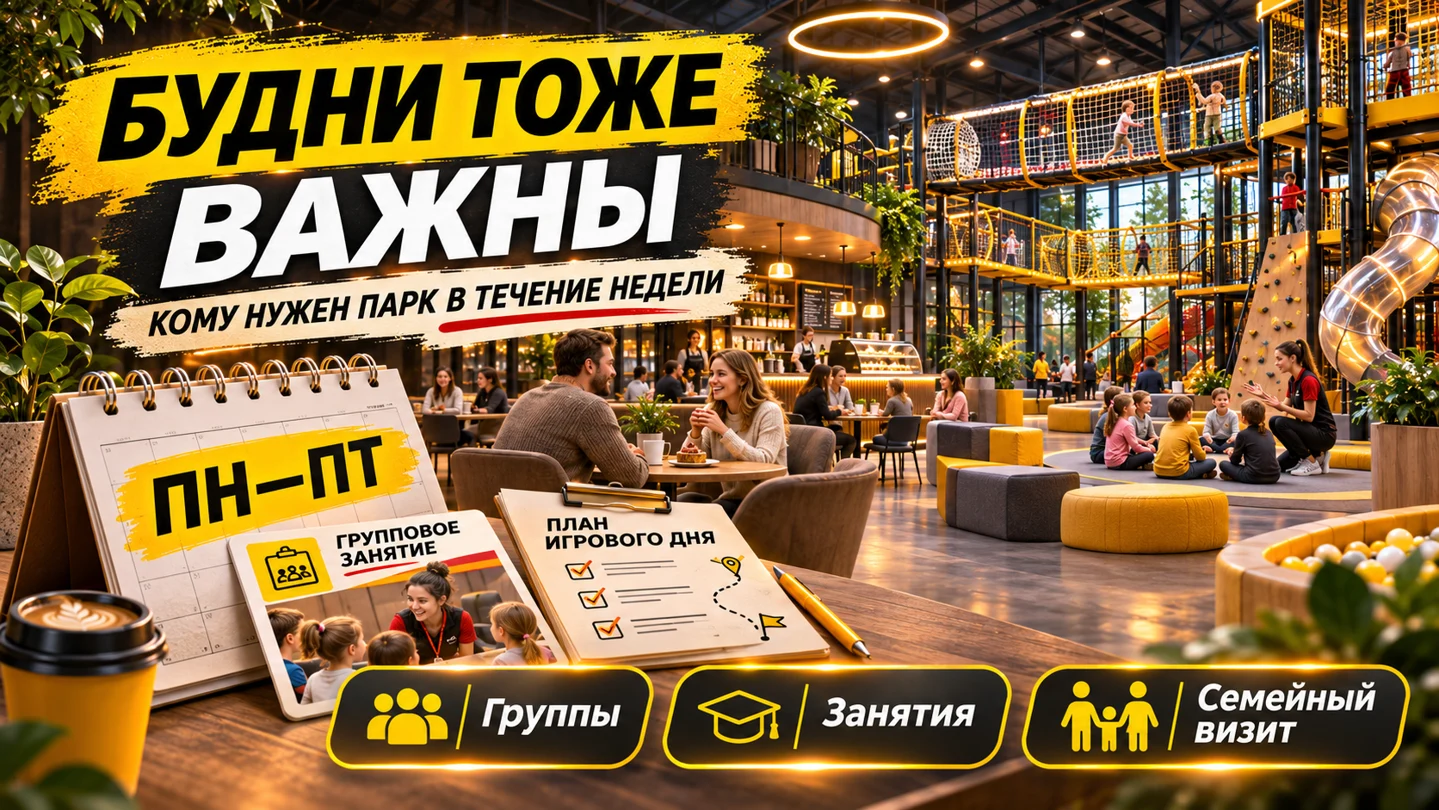 БУДНИ ТОЖЕ
ВАЖНЫ
КОМУ НУЖЕН ПАРК В ТЕЧЕНИЕ НЕДЕЛИ
ПН–ПТ
ГРУППОВОЕ
ЗАНЯТИЕ
ПЛАН
ИГРОВОГО ДНЯ
Группы
Занятия
Семейный
визит